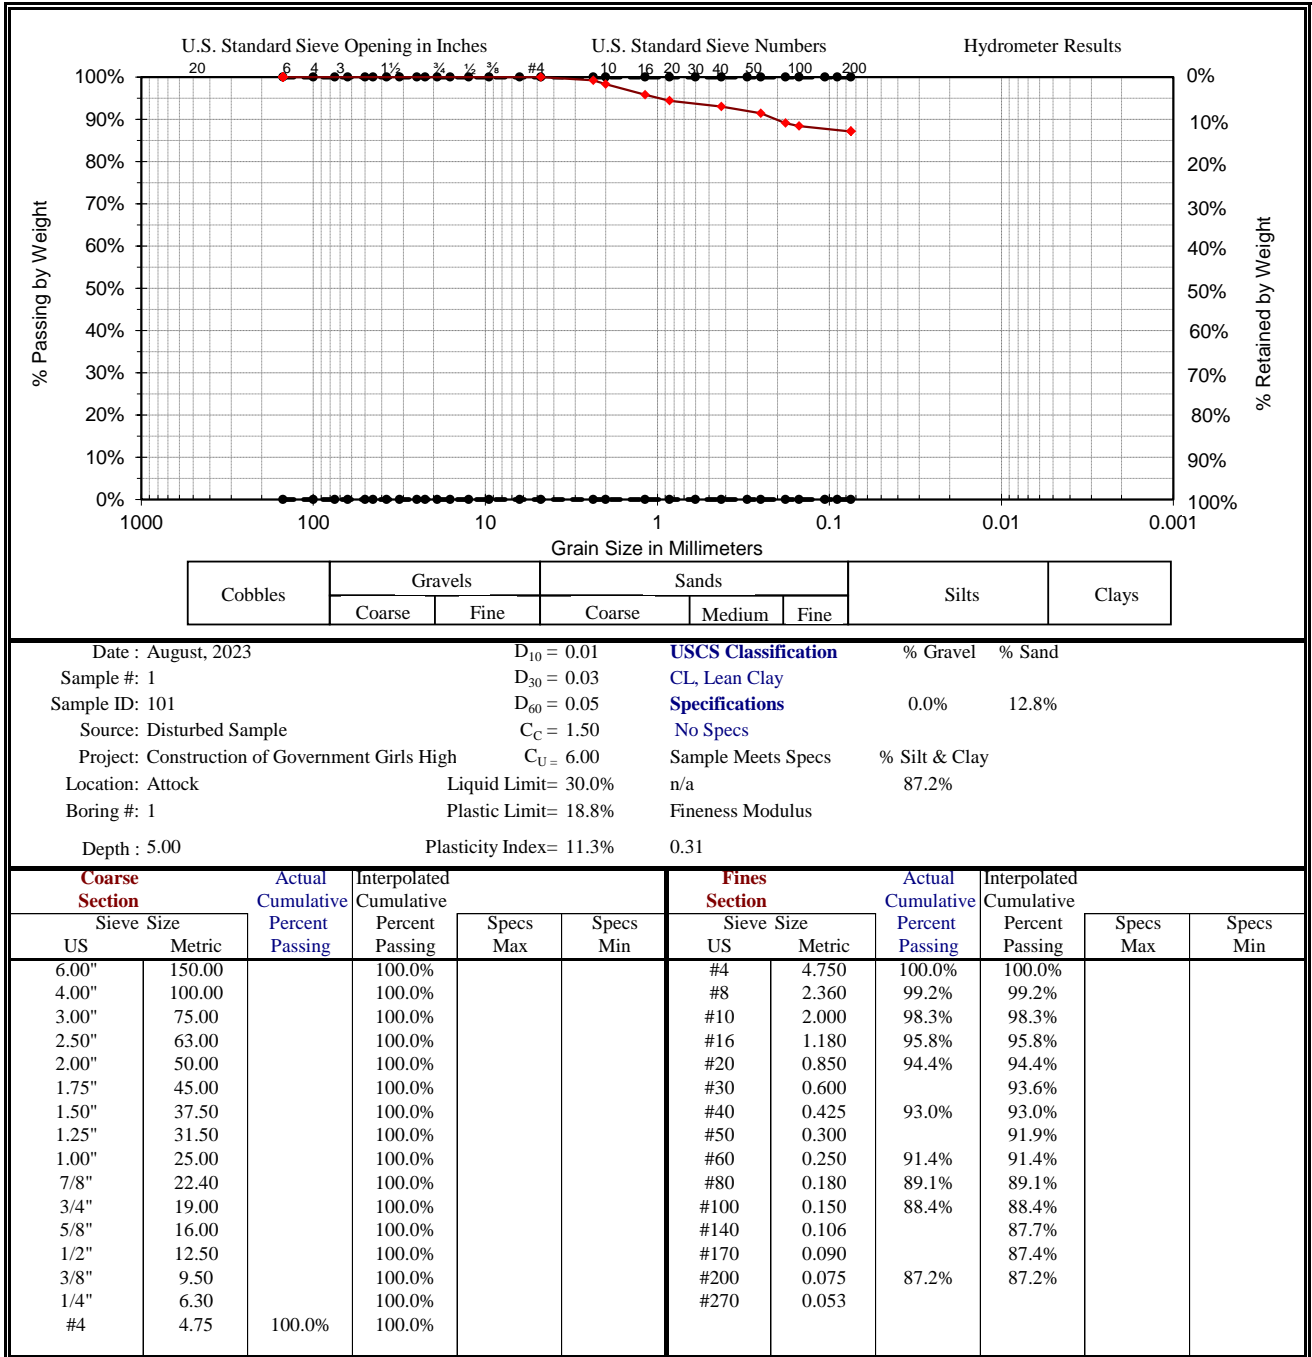 U.S. Standard Sieve Opening in Inches U.S. Standard Sieve Numbers Hydrometer Results
20 6 4 3 1½ ¾ ½ ⅜ #4 10 16 20 30 40 50 100 200
100% 0%
90% 10%
80% 20%
70% 30%
60% 40%
50% 50%
40% 60%
30% 70%
20% 80%
10% 90%
0% 100%
% Passing by Weight
% Retained by Weight
1000 100 10 1 0.1 0.01 0.001
Grain Size in Millimeters
Cobbles Gravels Sands Silts Clays
Coarse Fine Coarse Medium Fine
Date : August, 2023 D10 = 0.01 USCS Classification % Gravel % Sand
Sample #: 1 D30 = 0.03 CL, Lean Clay
Sample ID: 101 D60 = 0.05 Specifications 0.0% 12.8%
Source: Disturbed Sample CC = 1.50 No Specs
Project: Construction of Government Girls High CU = 6.00 Sample Meets Specs % Silt & Clay
Location: Attock Liquid Limit= 30.0% n/a 87.2%
Boring #: 1 Plastic Limit= 18.8% Fineness Modulus
Depth : 5.00 Plasticity Index= 11.3% 0.31
Coarse Actual Interpolated Fines Actual Interpolated
Section Cumulative Cumulative Section Cumulative Cumulative
Sieve Size Percent Percent Specs Specs Sieve Size Percent Percent Specs Specs
US Metric Passing Passing Max Min US Metric Passing Passing Max Min
6.00" 150.00 100.0% #4 4.750 100.0% 100.0%
4.00" 100.00 100.0% #8 2.360 99.2% 99.2%
3.00" 75.00 100.0% #10 2.000 98.3% 98.3%
2.50" 63.00 100.0% #16 1.180 95.8% 95.8%
2.00" 50.00 100.0% #20 0.850 94.4% 94.4%
1.75" 45.00 100.0% #30 0.600 93.6%
1.50" 37.50 100.0% #40 0.425 93.0% 93.0%
1.25" 31.50 100.0% #50 0.300 91.9%
1.00" 25.00 100.0% #60 0.250 91.4% 91.4%
7/8" 22.40 100.0% #80 0.180 89.1% 89.1%
3/4" 19.00 100.0% #100 0.150 88.4% 88.4%
5/8" 16.00 100.0% #140 0.106 87.7%
1/2" 12.50 100.0% #170 0.090 87.4%
3/8" 9.50 100.0% #200 0.075 87.2% 87.2%
1/4" 6.30 100.0% #270 0.053
#4 4.75 100.0% 100.0%